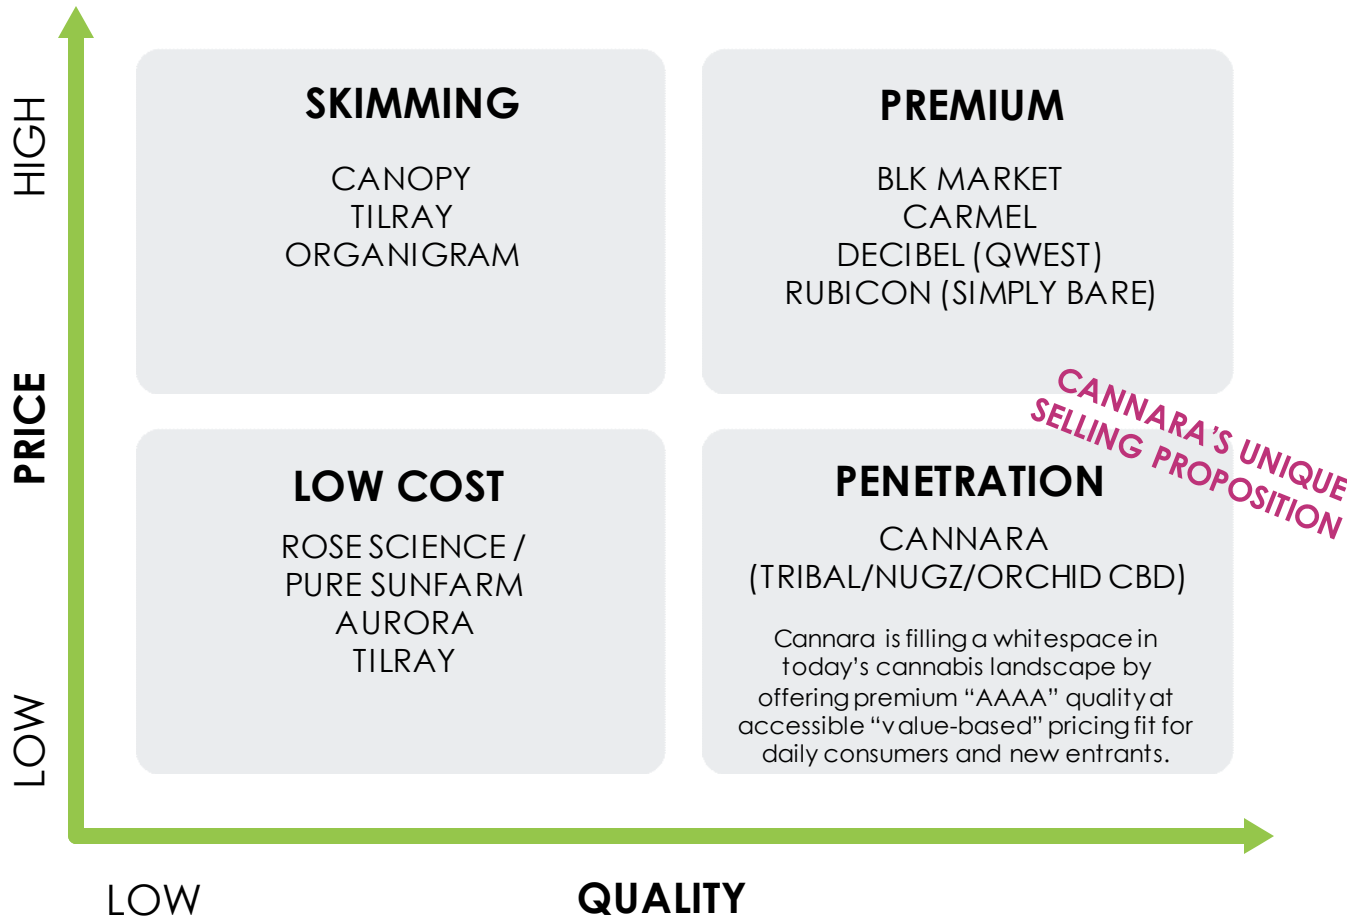 HIGH
PRICE
LOW
SKIMMING
CANOPY
TILRAY
ORGANIGRAM
PREMIUM
BLK MARKET
CARMEL
DECIBEL (QWEST)
RUBICON (SIMPLY BARE)
CANNARA'S UNIQUE
SELLING PROPOSITION
LOW COST
ROSE SCIENCE /
PURE SUNFARM
AURORA
TILRAY
PENETRATION
CANNARA
(TRIBAL/NUGZ/ORCHID CBD)
Cannara is filling a whitespace in
today's cannabis landscape by
offering premium “AAAA” quality at
accessible “value-based” pricing fit for
daily consumers and new entrants.
LOW
QUALITY